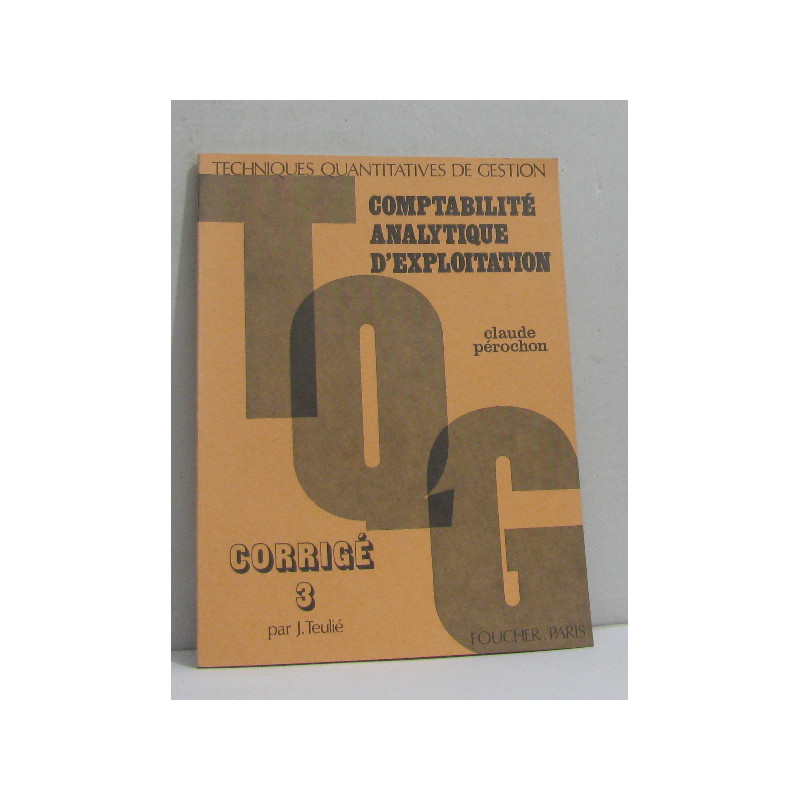 TECHNIQUES QUANTITATIVES DE GESTION
COMPTABILITÉ
ANALYTIQUE
D'EXPLOITATION
claude
pérochon
TQG
CORRIGÉ
3
par J. Teulié
FOUCHER. PARIS